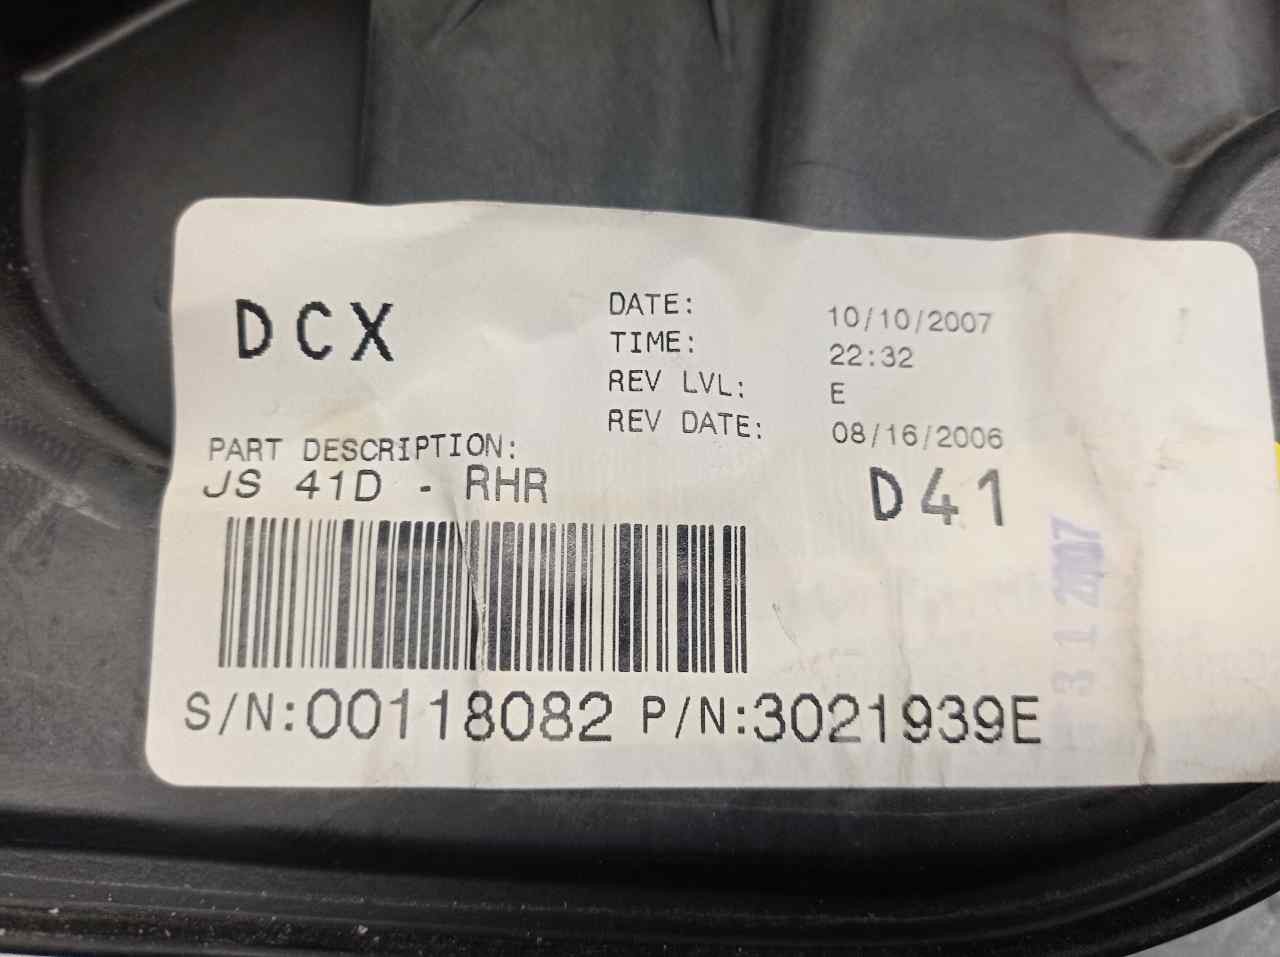 DCX
DATE: 10/10/2007
TIME: 22:32
REV LVL: E
REV DATE: 08/16/2006
PART DESCRIPTION:
JS 41D - RHR
D41
S/N:00118082 P/N:3021939E